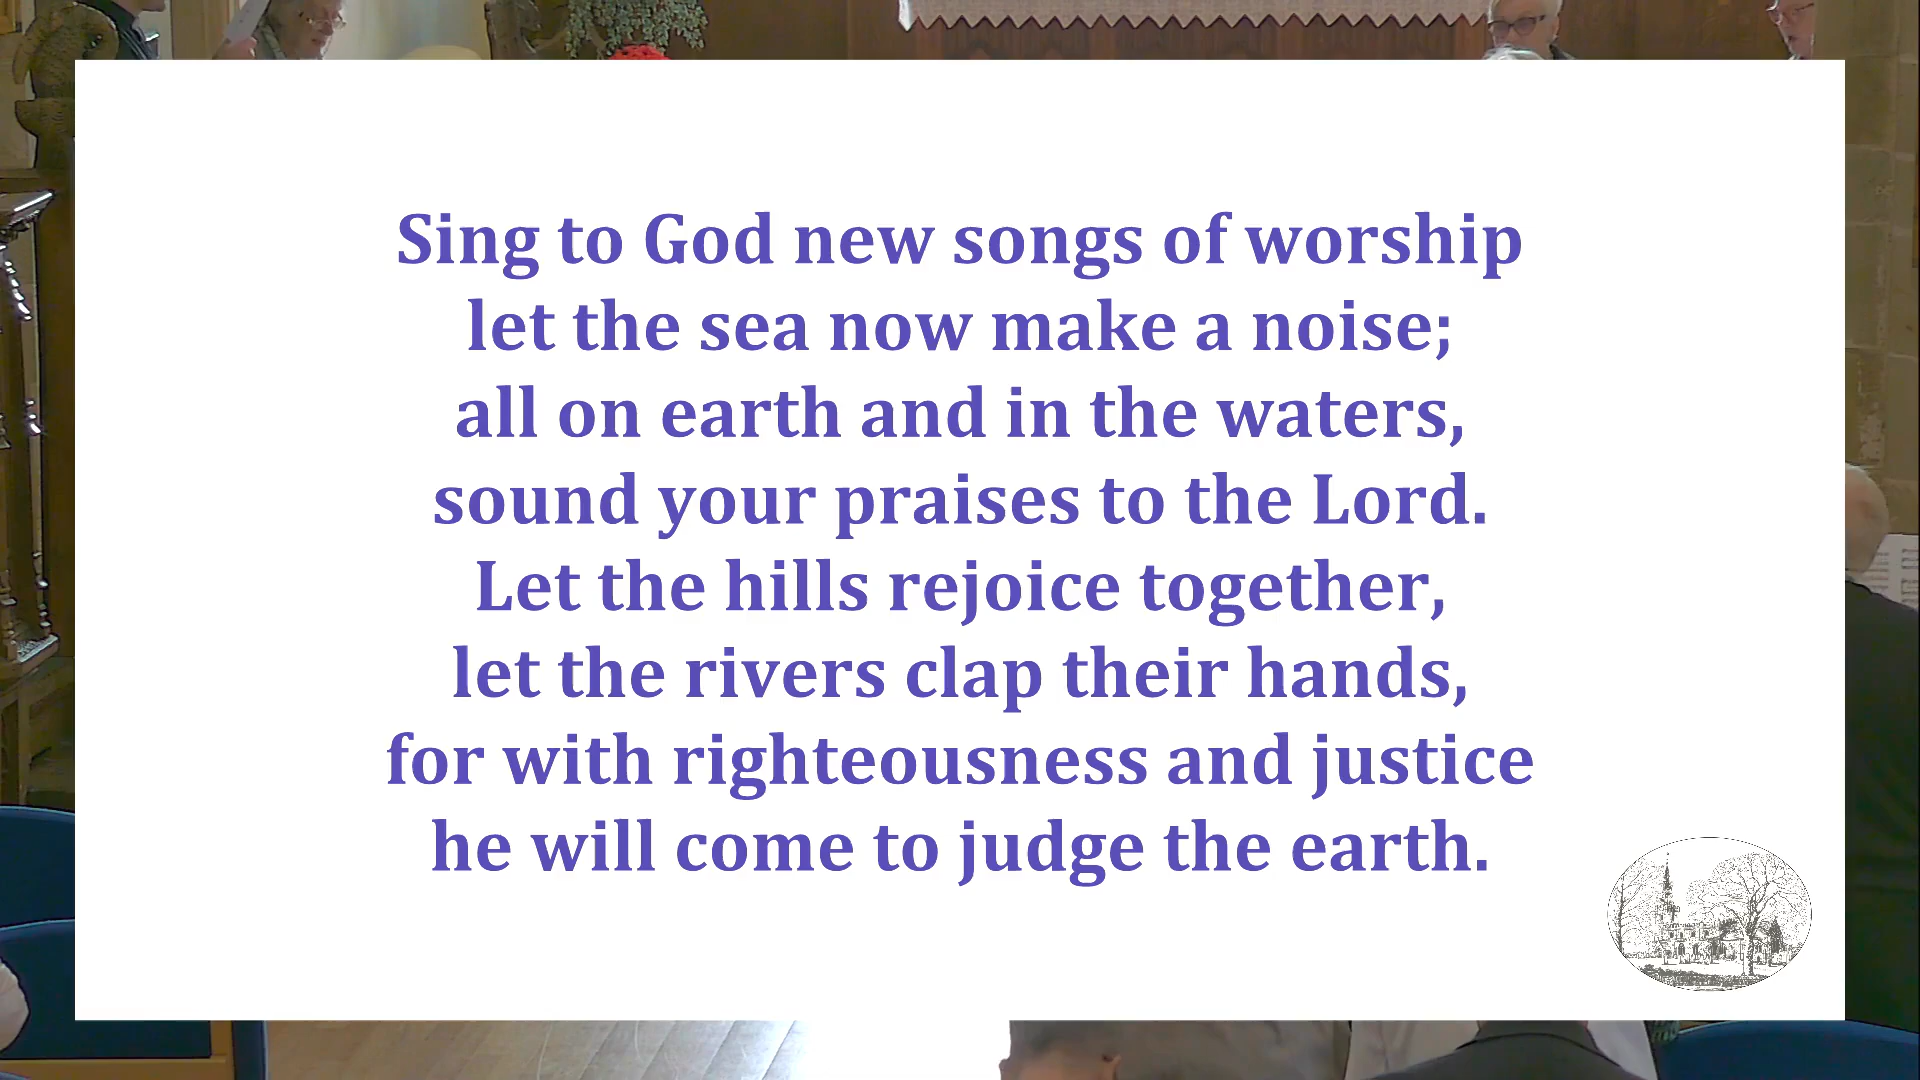 Sing to God new songs of worship
let the sea now make a noise;
all on earth and in the waters,
sound your praises to the Lord.
Let the hills rejoice together,
let the rivers clap their hands,
for with righteousness and justice
he will come to judge the earth.